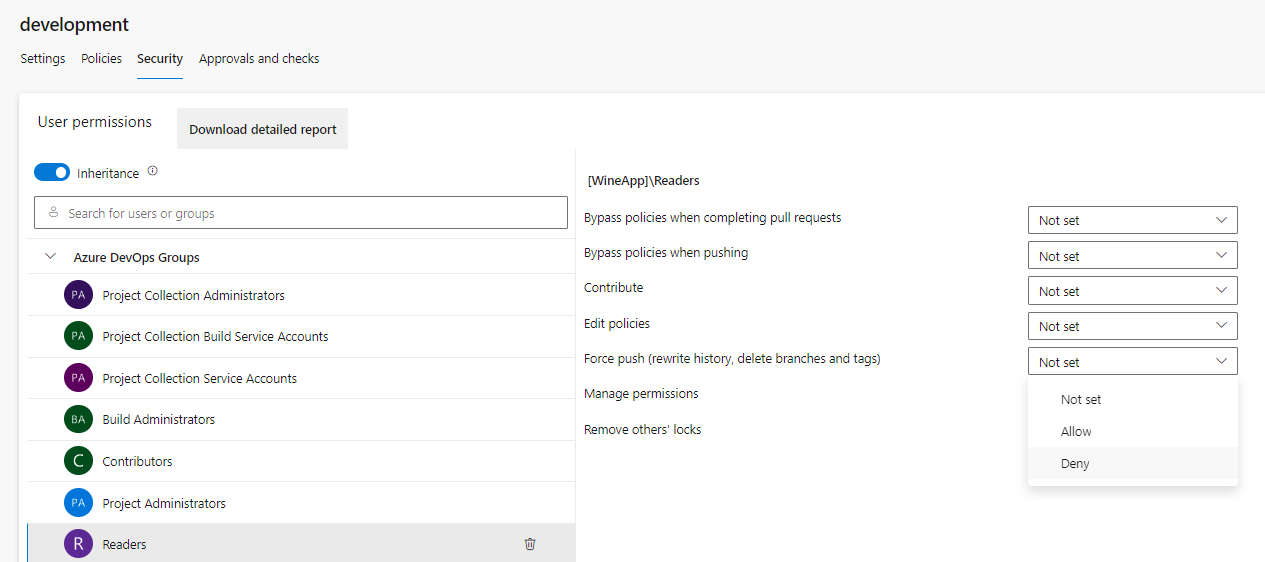 development
Settings Policies Security Approvals and checks
User permissions Download detailed report
Inheritance
Search for users or groups
Azure DevOps Groups
PA Project Collection Administrators
PA Project Collection Build Service Accounts
PA Project Collection Service Accounts
BA Build Administrators
C Contributors
PA Project Administrators
R Readers
[WineApp]\Readers
Bypass policies when completing pull requests Not set
Bypass policies when pushing Not set
Contribute Not set
Edit policies Not set
Force push (rewrite history, delete branches and tags) Not set
Manage permissions
Remove others' locks
Not set
Allow
Deny